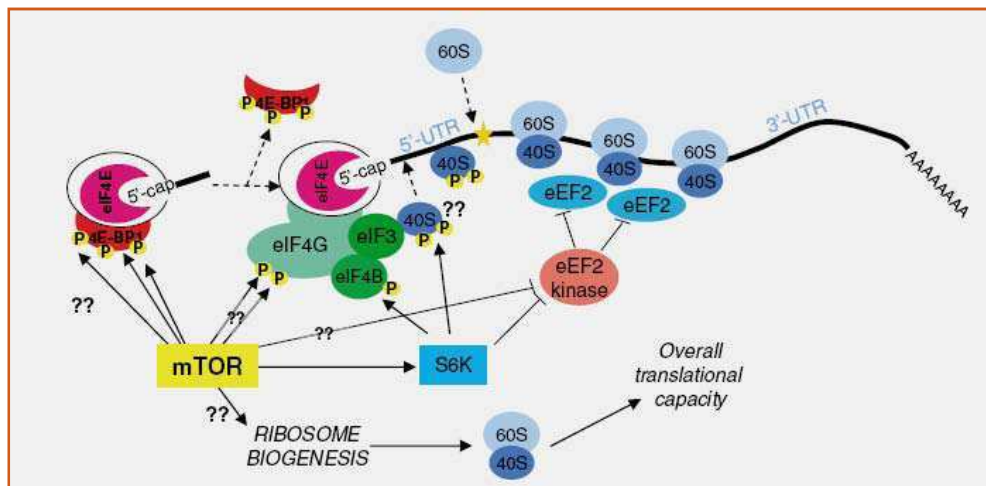 60S
P 4E-BP1 P
P
5'-UTR
60S
40S
60S
40S
60S
40S
3'-UTR
AAAAAAAA
eIF4E
5'-cap
P 4E-BP1 P
P P
eIF4E
5'-cap
40S
P P
??
40S
P
P
eIF4G
eIF3
eIF4B
P
P
P
eEF2
eEF2
eEF2
kinase
??
??
??
mTOR
S6K
Overall
translational
capacity
??
RIBOSOME
BIOGENESIS
60S
40S